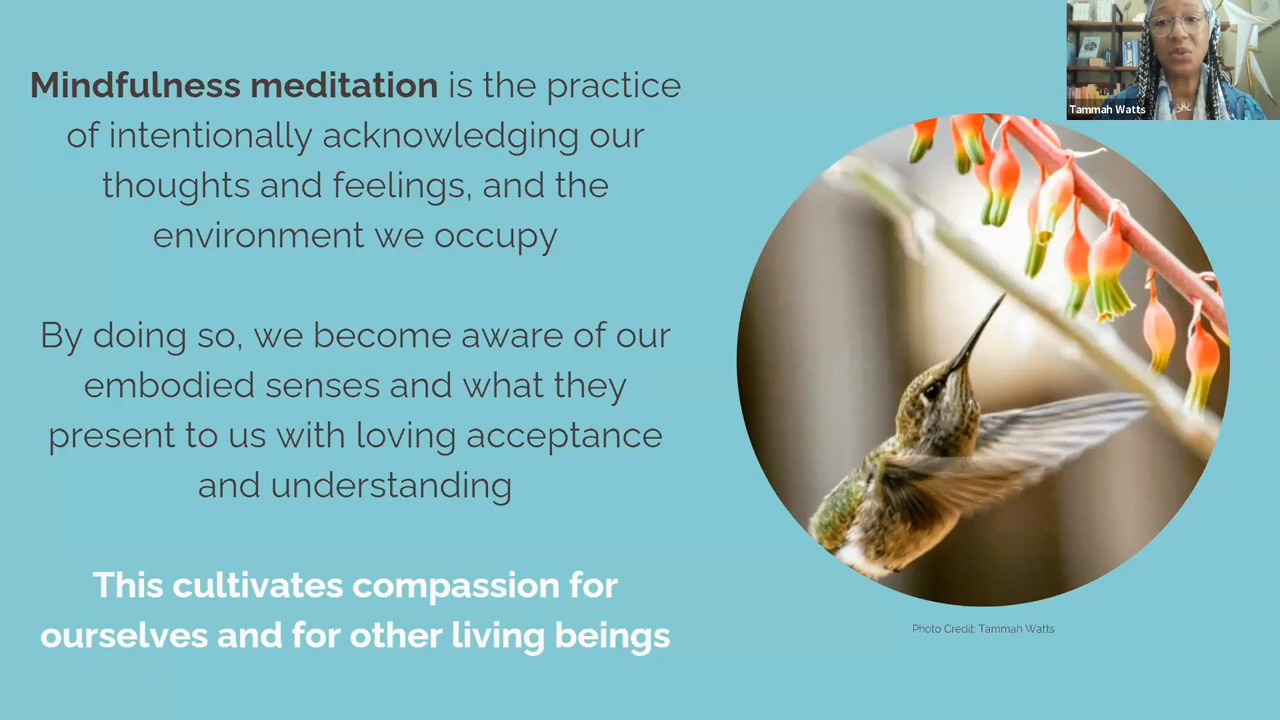 Mindfulness meditation is the practice
of intentionally acknowledging our
thoughts and feelings, and the
environment we occupy
By doing so, we become aware of our
embodied senses and what they
present to us with loving acceptance
and understanding
This cultivates compassion for
ourselves and for other living beings
Tammah Watts
Photo Credit: Tammah Watts